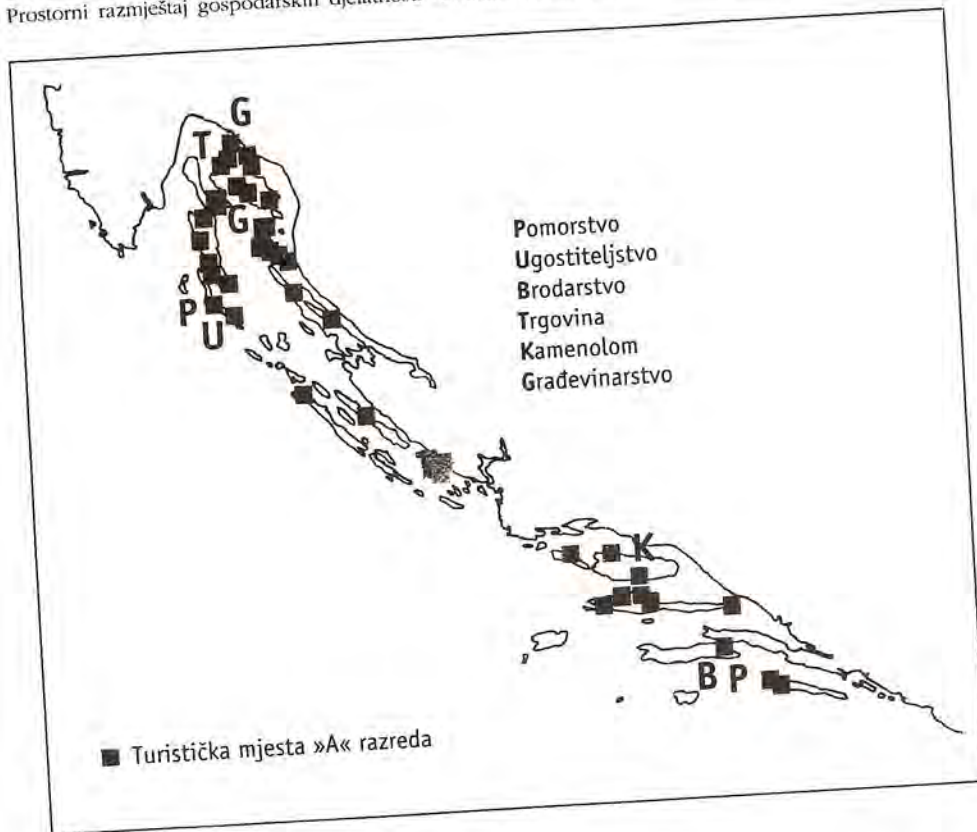 Prostorni razmještaj gospodarskih djelatnosti
G
T
G
P
U
Pomorstvo
Ugostiteljstvo
Brodarstvo
Trgovina
Kamenolom
Građevinarstvo
K
B P
■ Turistička mjesta »A« razreda